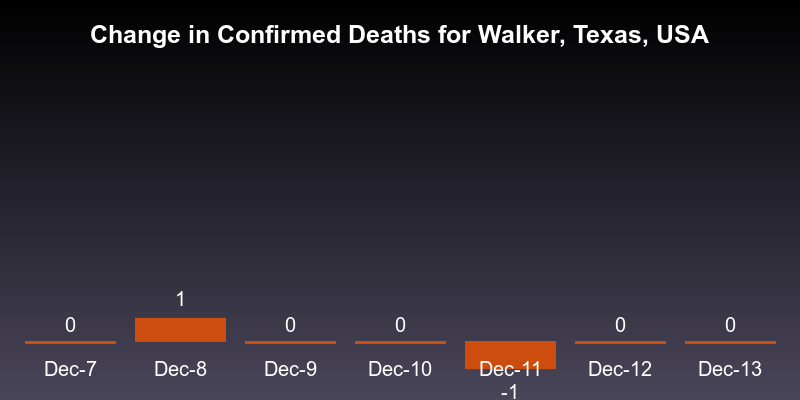 Change in Confirmed Deaths for Walker, Texas, USA
1
0 0 0 0 0
Dec-7 Dec-8 Dec-9 Dec-10 Dec-11 Dec-12 Dec-13
-1